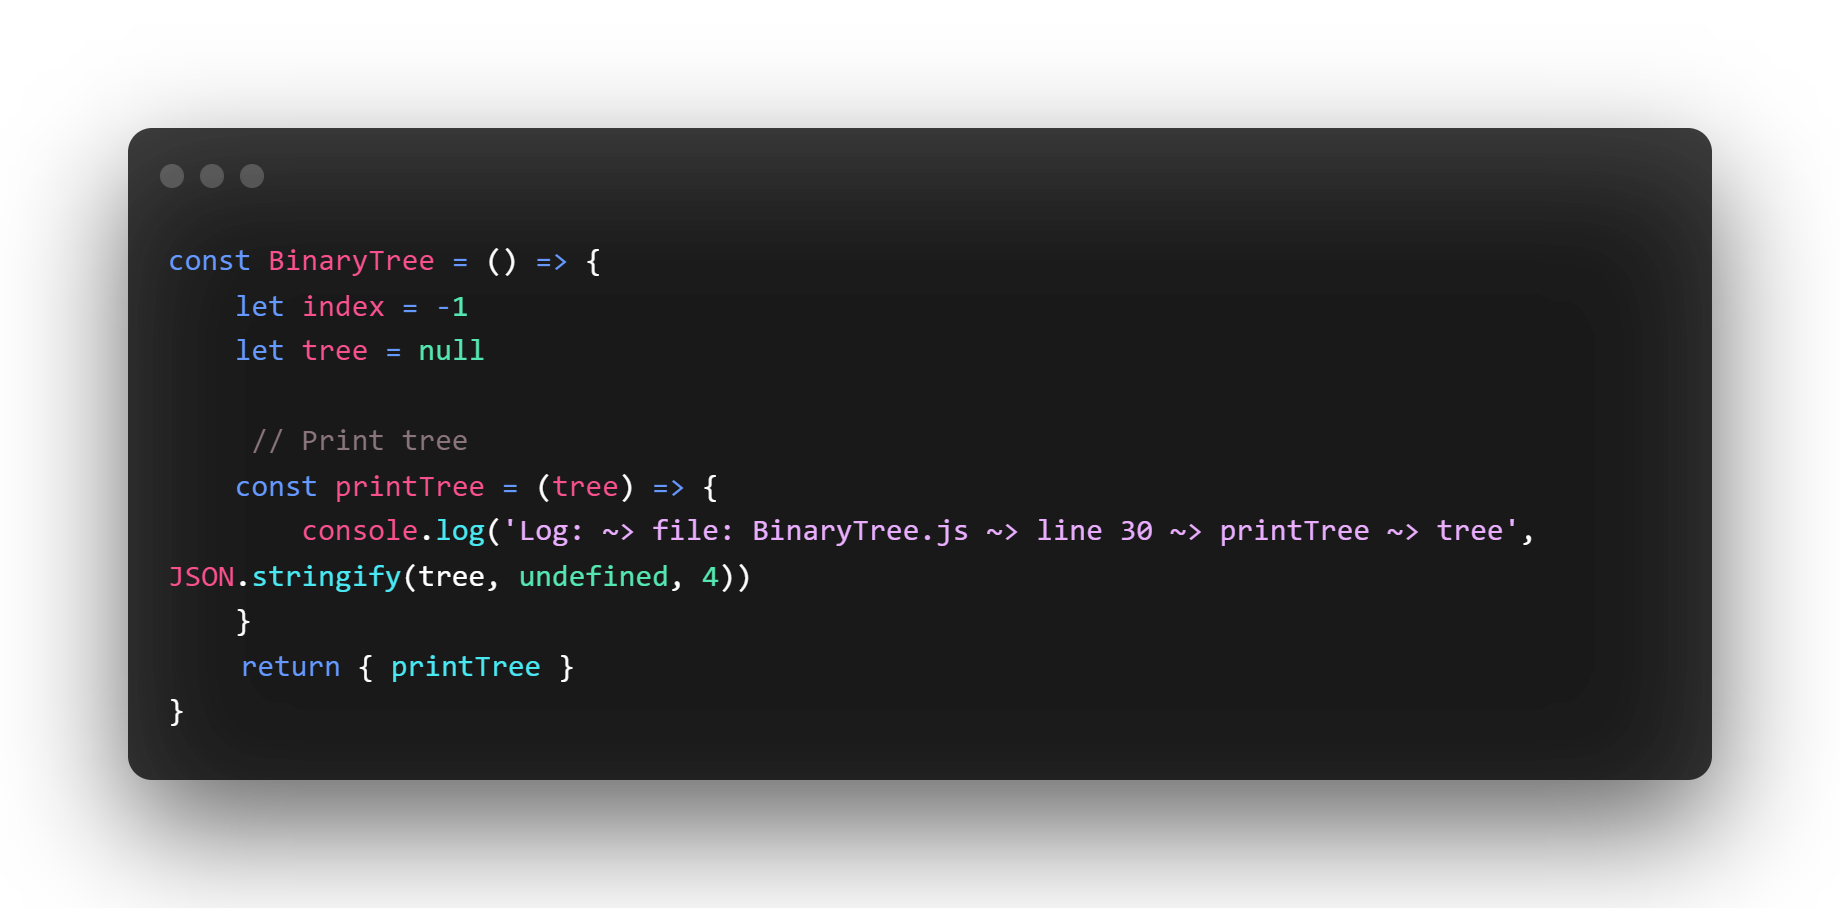 const BinaryTree = () => {
    let index = -1
    let tree = null

     // Print tree
    const printTree = (tree) => {
        console.log('Log: ~> file: BinaryTree.js ~> line 30 ~> printTree ~> tree',
JSON.stringify(tree, undefined, 4))
    }
    return { printTree }
}